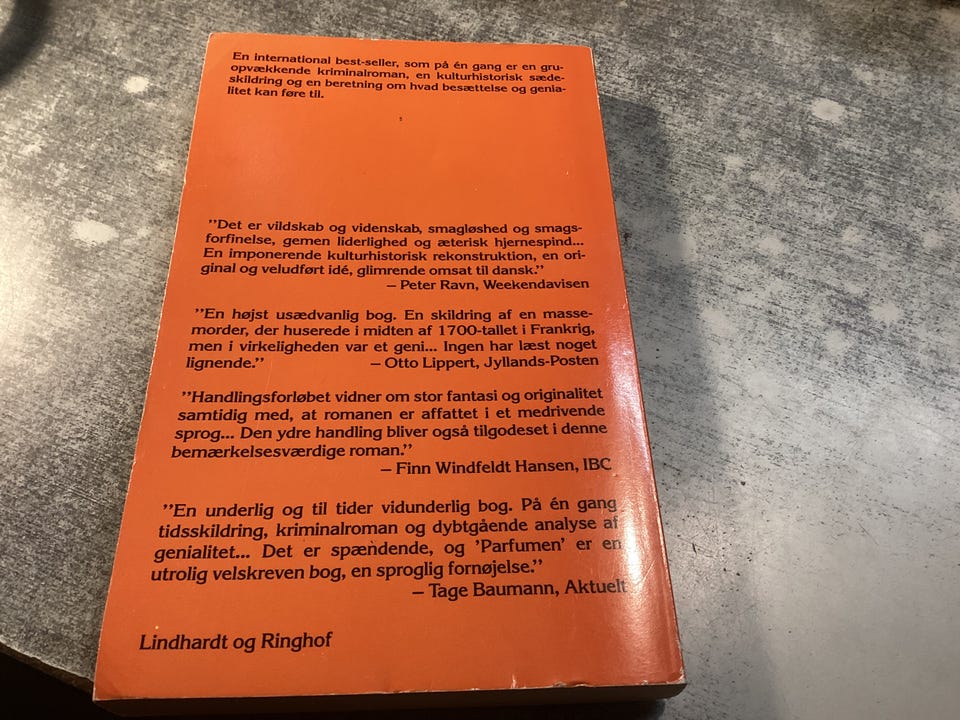 En international best-seller, som på én gang er en gru-
opvækkende kriminalroman, en kulturhistorisk sæde-
skildring og en beretning om hvad besættelse og genia-
litet kan føre til.
”Det er vildskab og videnskab, smagløshed og smags-
forfinelse, gemen liderlighed og æterisk hjernespind...
En imponerende kulturhistorisk rekonstruktion, en ori-
ginal og veludført idé, glimrende omsat til dansk.”
– Peter Ravn, Weekendavisen
”En højst usædvanlig bog. En skildring af en masse-
morder, der huserede i midten af 1700-tallet i Frankrig,
men i virkeligheden var et geni... Ingen har læst noget
lignende.” – Otto Lippert, Jyllands-Posten
”Handlingsforløbet vidner om stor fantasi og originalitet
samtidig med, at romanen er affattet i et medrivende
sprog... Den ydre handling bliver også tilgodeset i denne
bemærkelsesværdige roman.”
– Finn Windfeldt Hansen, IBC
”En underlig og til tider vidunderlig bog. På én gang
tidsskildring, kriminalroman og dybtgående analyse af
genialitet... Det er spændende, og ’Parfumen’ er en
utrolig velskreven bog, en sproglig fornøjelse.”
– Tage Baumann, Aktuelt
Lindhardt og Ringhof